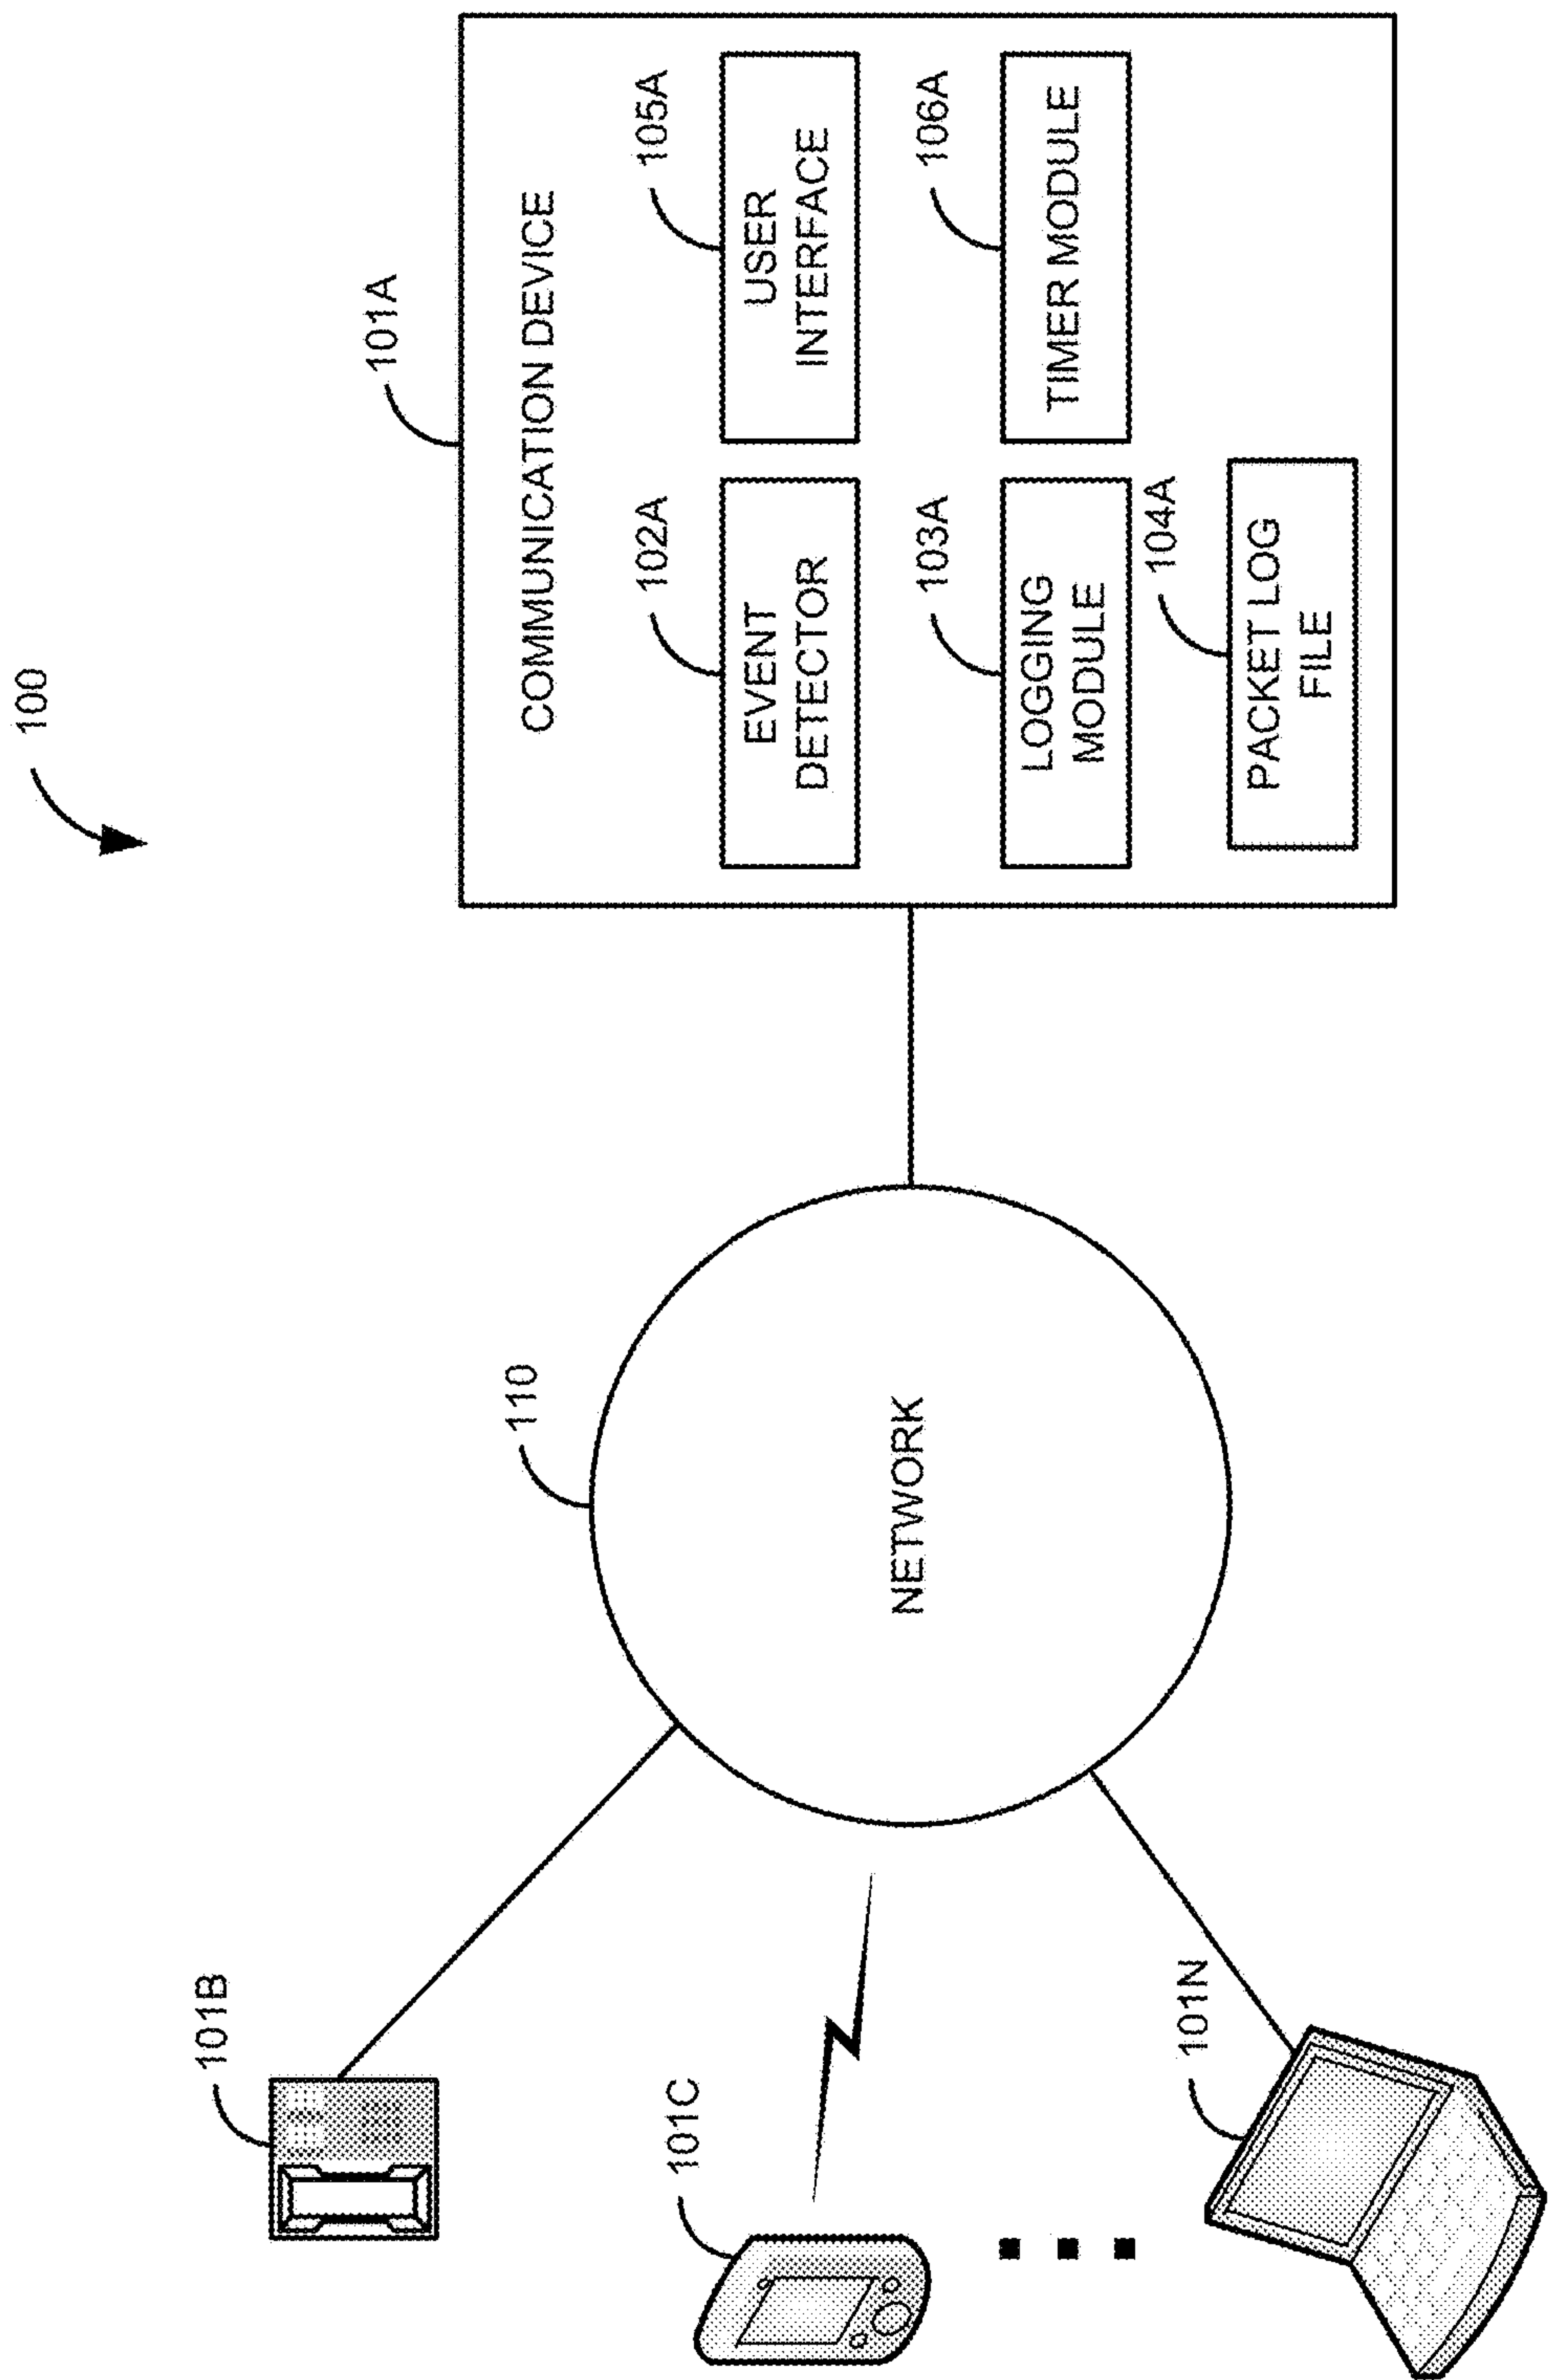 100
101A
COMMUNICATION DEVICE
102A
EVENT
DETECTOR
105A
USER
INTERFACE
103A
LOGGING
MODULE
106A
TIMER MODULE
104A
PACKET LOG
FILE
110
NETWORK
101B
101C
101N